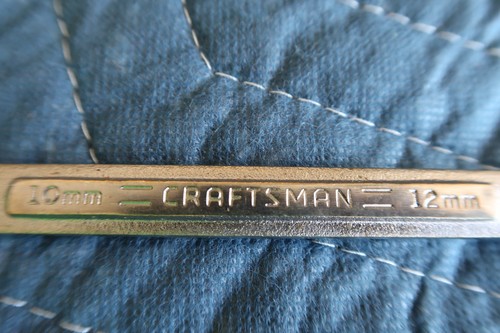 10mm = CRAFTSMAN = 12mm